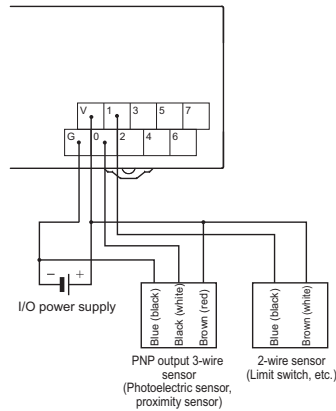 V 1 3 5 7
G 0 2 4 6
− +
I/O power supply
Blue (black)
Black (white)
Brown (red)
Blue (black)
Brown (white)
PNP output 3-wire
sensor
(Photoelectric sensor,
proximity sensor)
2-wire sensor
(Limit switch, etc.)